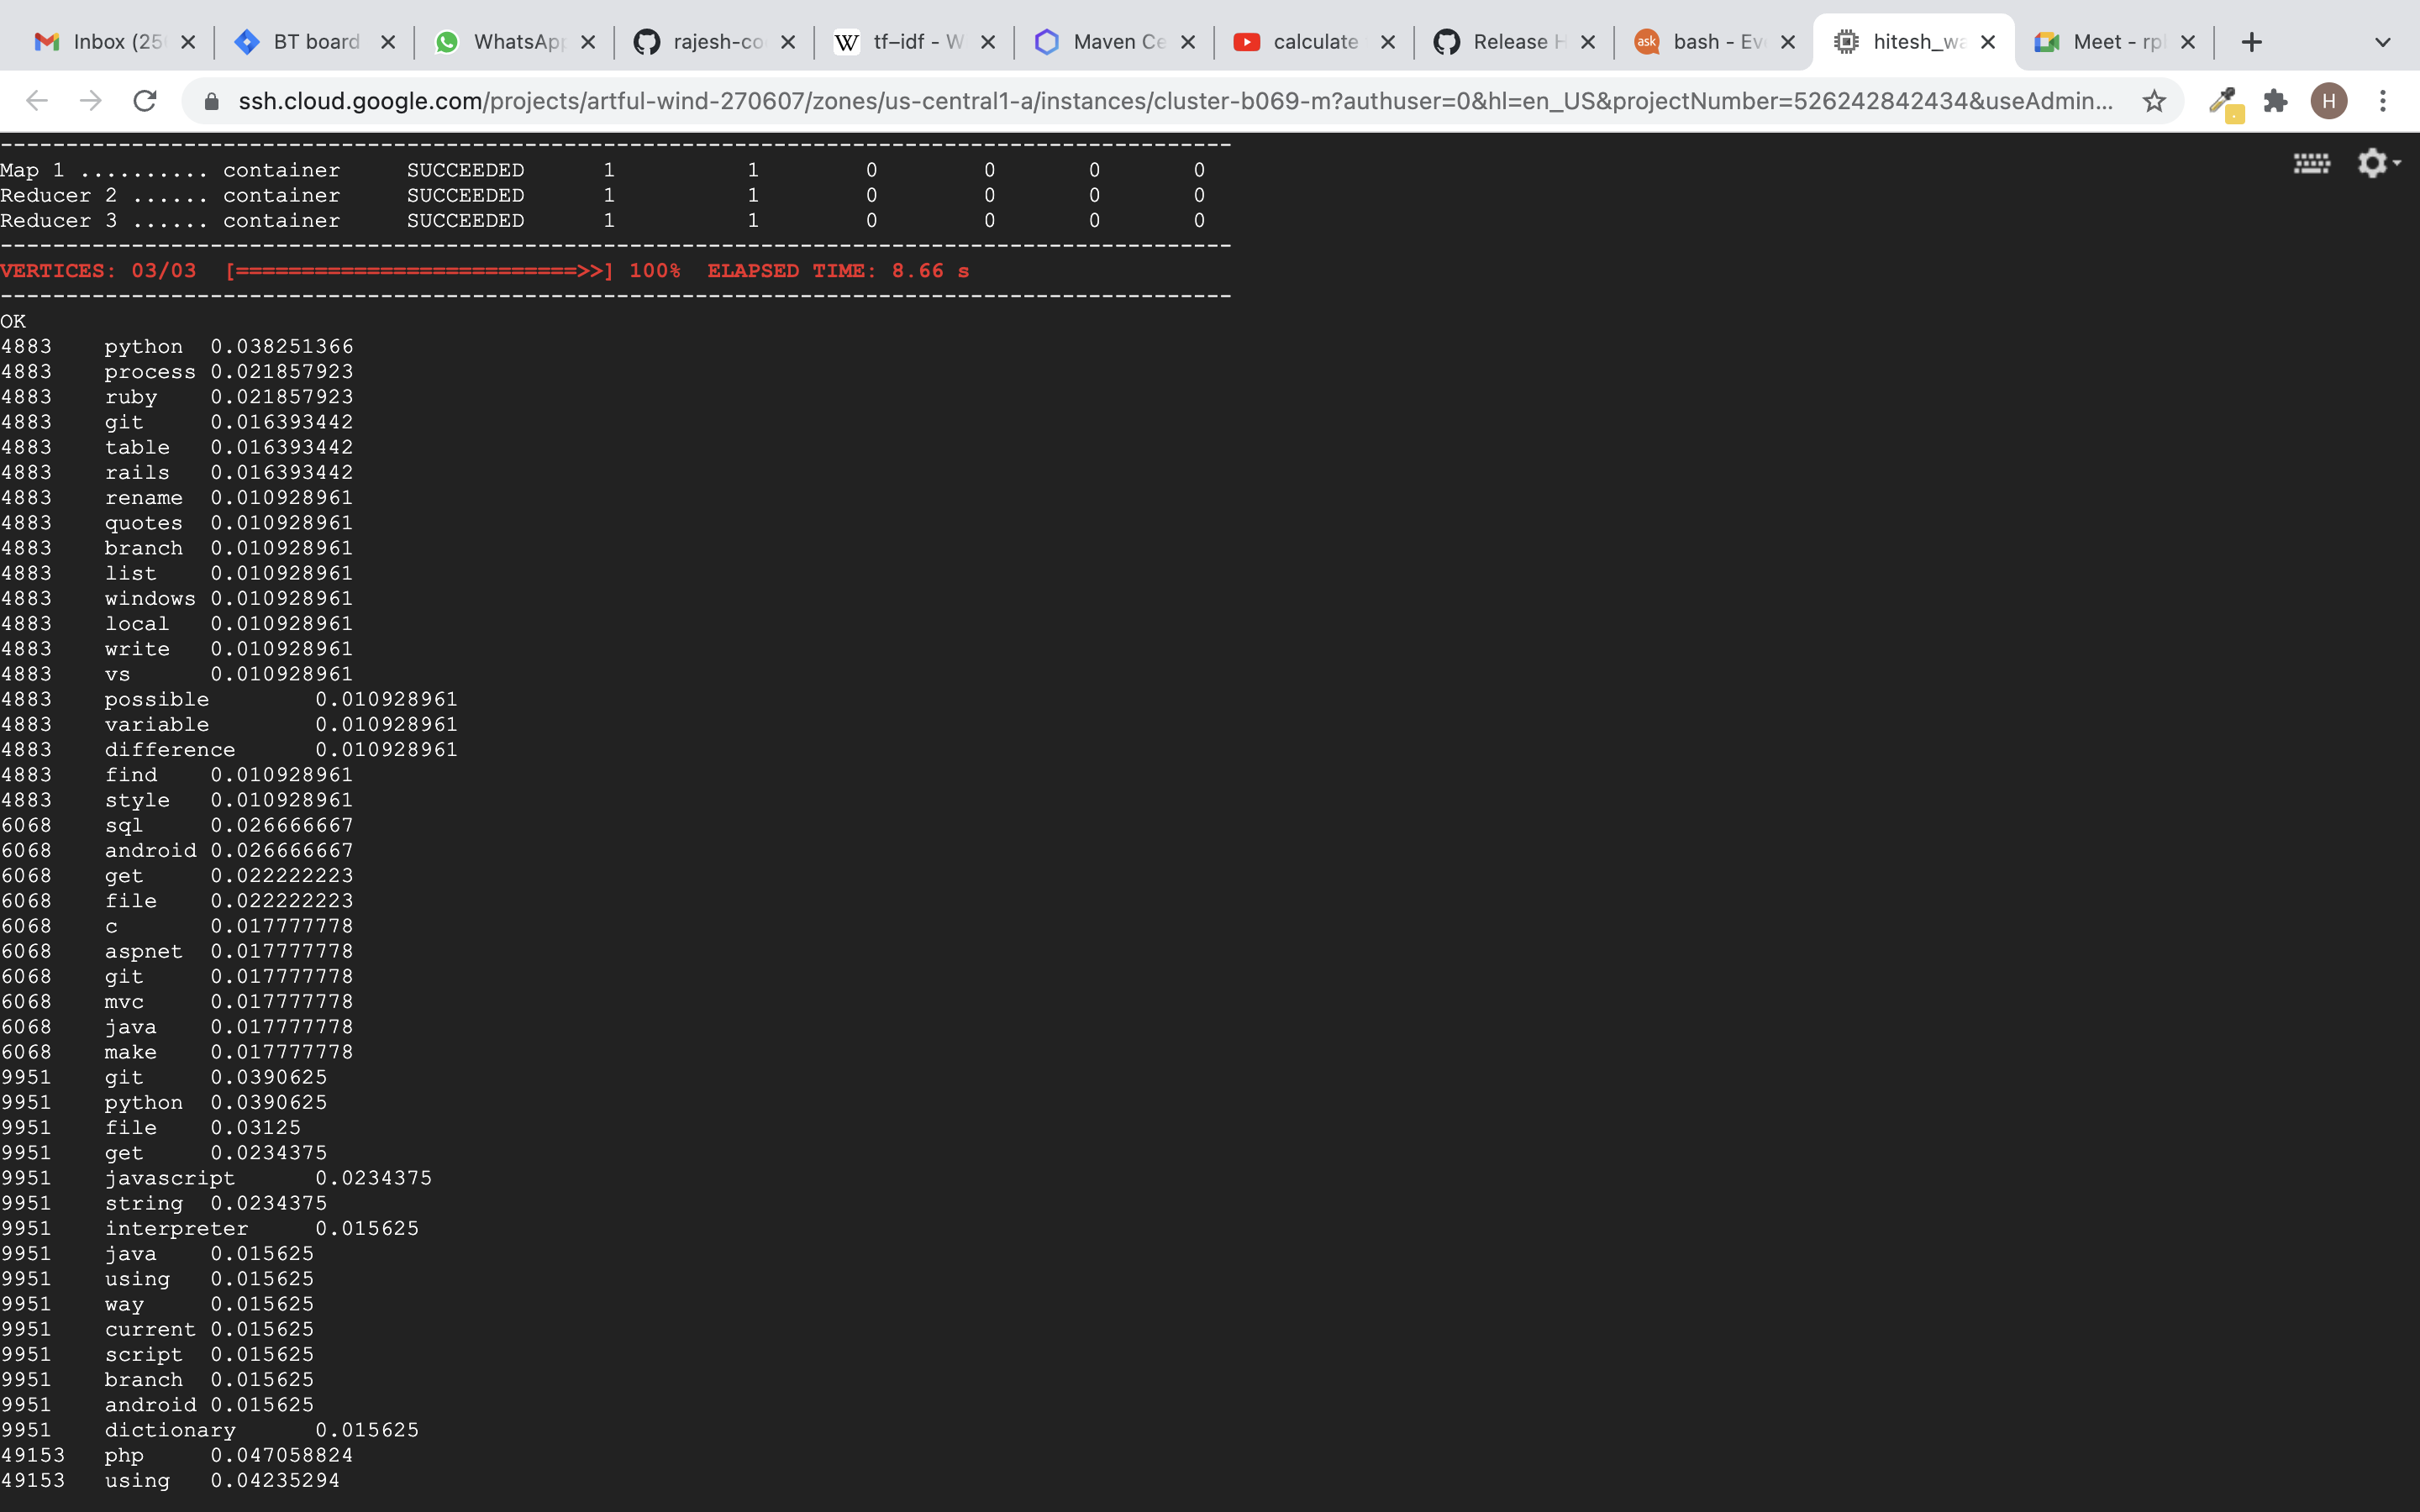 Inbox (25
BT board
WhatsApp
rajesh-co
tf–idf - W
Maven Ce
calculate
Release H
ask
bash - Eve
hitesh_wa
Meet - rpl
ssh.cloud.google.com/projects/artful-wind-270607/zones/us-central1-a/instances/cluster-b069-m?authuser=0&hl=en_US&projectNumber=526242842434&useAdmin...
H
----------------------------------------------------------------------------------------------
Map 1 .......... container     SUCCEEDED      1          1        0        0       0       0
Reducer 2 ...... container     SUCCEEDED      1          1        0        0       0       0
Reducer 3 ...... container     SUCCEEDED      1          1        0        0       0       0
----------------------------------------------------------------------------------------------
VERTICES: 03/03  [==========================>>] 100%  ELAPSED TIME: 8.66 s
----------------------------------------------------------------------------------------------
OK
4883    python  0.038251366
4883    process 0.021857923
4883    ruby    0.021857923
4883    git     0.016393442
4883    table   0.016393442
4883    rails   0.016393442
4883    rename  0.010928961
4883    quotes  0.010928961
4883    branch  0.010928961
4883    list    0.010928961
4883    windows 0.010928961
4883    local   0.010928961
4883    write   0.010928961
4883    vs      0.010928961
4883    possible        0.010928961
4883    variable        0.010928961
4883    difference      0.010928961
4883    find    0.010928961
4883    style   0.010928961
6068    sql     0.026666667
6068    android 0.026666667
6068    get     0.022222223
6068    file    0.022222223
6068    c       0.017777778
6068    aspnet  0.017777778
6068    git     0.017777778
6068    mvc     0.017777778
6068    java    0.017777778
6068    make    0.017777778
9951    git     0.0390625
9951    python  0.0390625
9951    file    0.03125
9951    get     0.0234375
9951    javascript      0.0234375
9951    string  0.0234375
9951    interpreter     0.015625
9951    java    0.015625
9951    using   0.015625
9951    way     0.015625
9951    current 0.015625
9951    script  0.015625
9951    branch  0.015625
9951    android 0.015625
9951    dictionary      0.015625
49153   php     0.047058824
49153   using   0.04235294